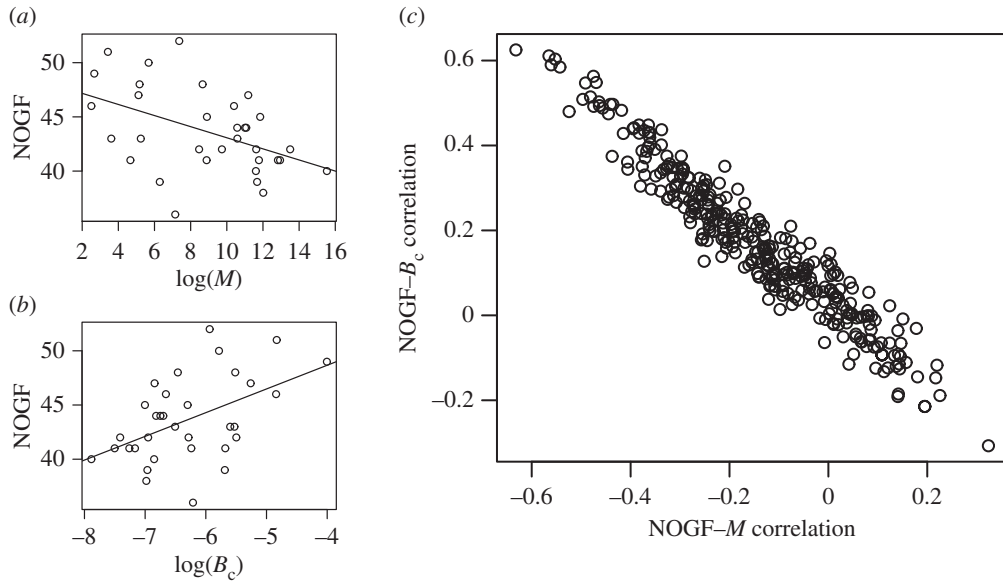 (a)
50
45
40
NOGF
2 4 6 8 10 12 14 16
log(M)
(b)
50
45
40
NOGF
−8 −7 −6 −5 −4
log(Bc)
(c)
0.6
0.4
0.2
0
−0.2
NOGF–Bc correlation
−0.6 −0.4 −0.2 0 0.2
NOGF–M correlation